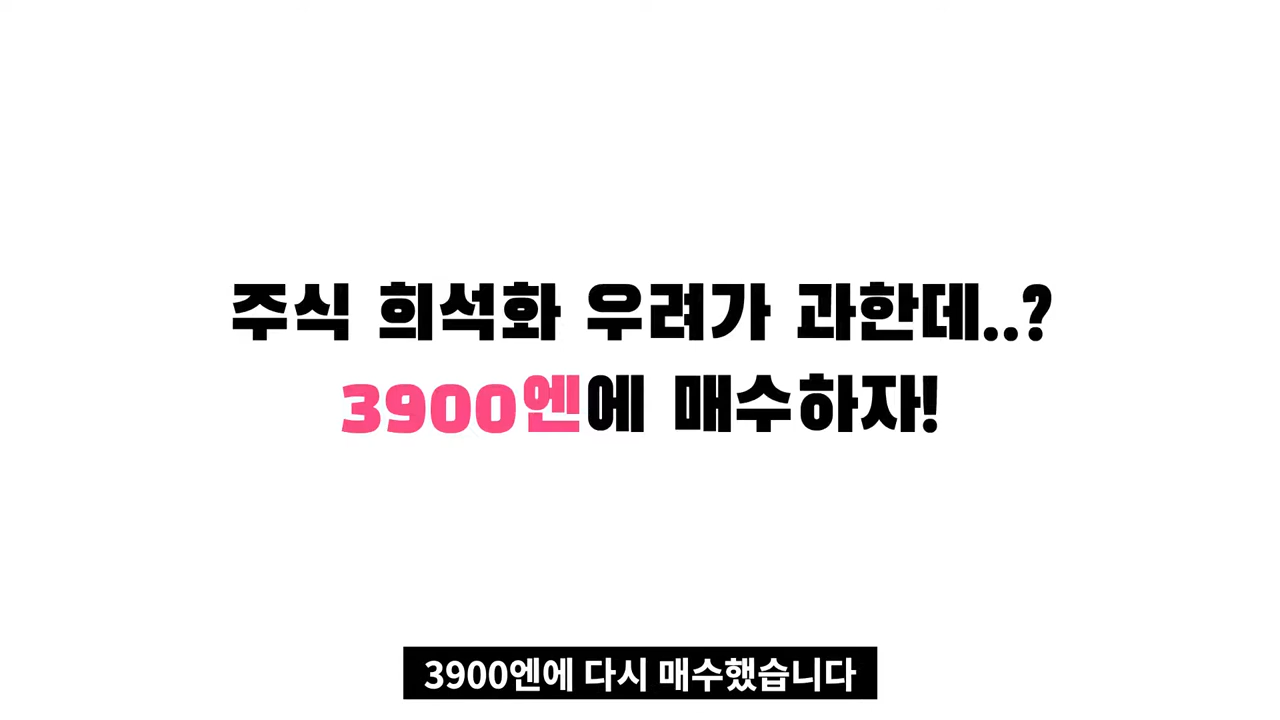 주식 희석화 우려가 과한데..?
3900엔에 매수하자!
3900엔에 다시 매수했습니다